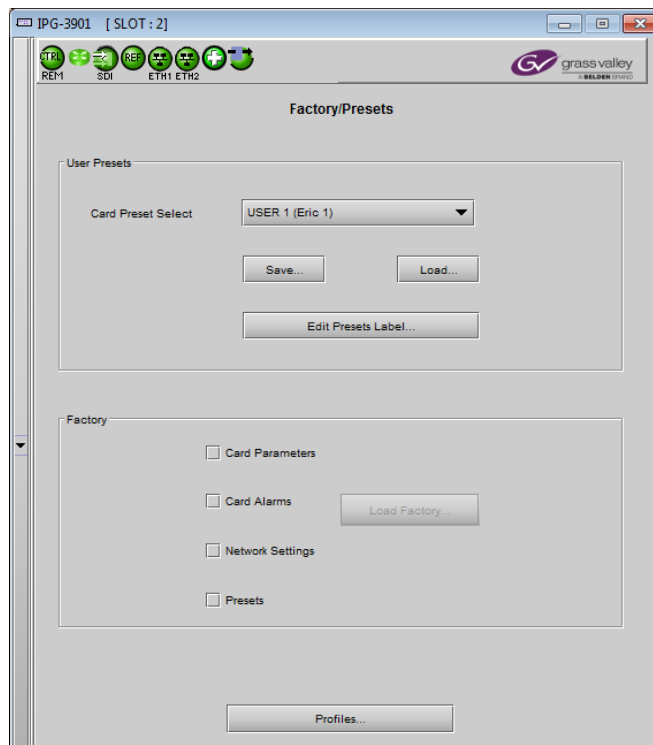 IPG-3901 [ SLOT : 2]
CTRL REF
REM SDI ETH1 ETH2
GV grass valley
A BELDEN BRAND
Factory/Presets
User Presets
Card Preset Select USER 1 (Eric 1)
Save... Load...
Edit Presets Label...
Factory
Card Parameters
Card Alarms Load Factory...
Network Settings
Presets
Profiles...